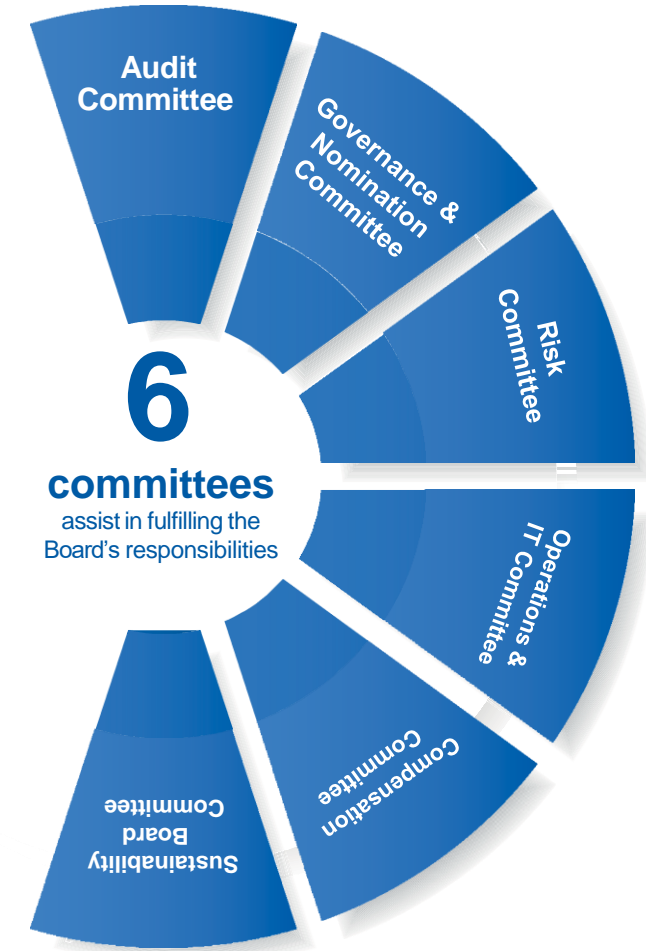 Audit
Committee
Governance &
Nomination
Committee
Risk
Committee
6
committees
assist in fulfilling the
Board's responsibilities
Operations &
IT Committee
Compensation
Committee
Sustainability
Board
Committee